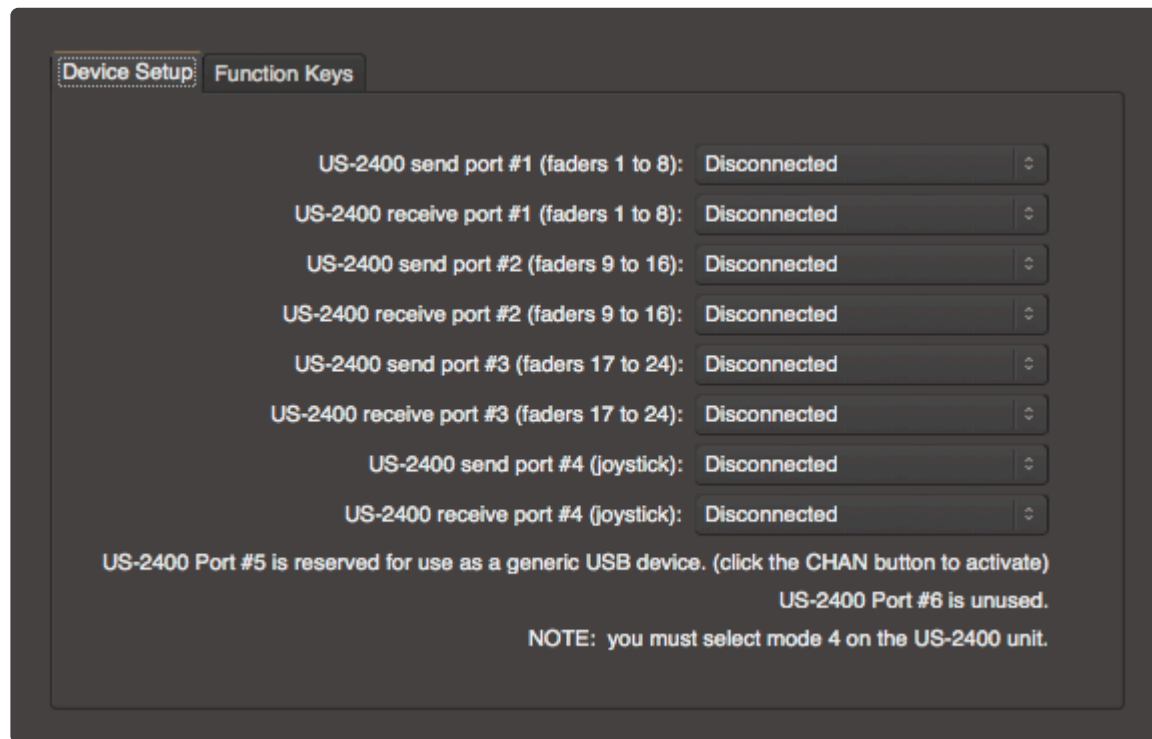 Device Setup Function Keys
US-2400 send port #1 (faders 1 to 8): Disconnected
US-2400 receive port #1 (faders 1 to 8): Disconnected
US-2400 send port #2 (faders 9 to 16): Disconnected
US-2400 receive port #2 (faders 9 to 16): Disconnected
US-2400 send port #3 (faders 17 to 24): Disconnected
US-2400 receive port #3 (faders 17 to 24): Disconnected
US-2400 send port #4 (joystick): Disconnected
US-2400 receive port #4 (joystick): Disconnected
US-2400 Port #5 is reserved for use as a generic USB device. (click the CHAN button to activate)
US-2400 Port #6 is unused.
NOTE:  you must select mode 4 on the US-2400 unit.